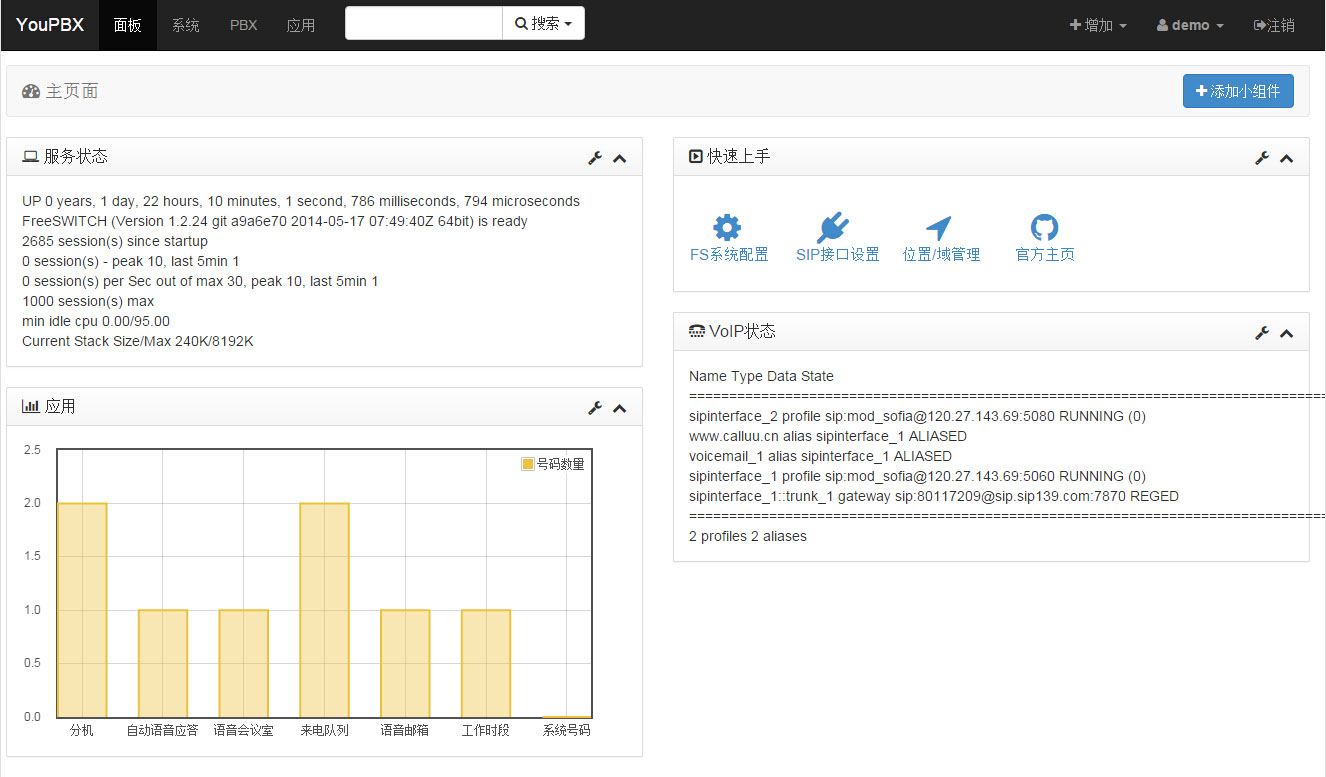 YouPBX 面板 系统 PBX 应用 搜索 增加 demo 注销
主页面 添加小组件
服务状态
UP 0 years, 1 day, 22 hours, 10 minutes, 1 second, 786 milliseconds, 794 microseconds
FreeSWITCH (Version 1.2.24 git a9a6e70 2014-05-17 07:49:40Z 64bit) is ready
2685 session(s) since startup
0 session(s) - peak 10, last 5min 1
0 session(s) per Sec out of max 30, peak 10, last 5min 1
1000 session(s) max
min idle cpu 0.00/95.00
Current Stack Size/Max 240K/8192K
应用
号码数量
2.5
2.0
1.5
1.0
0.5
0.0
分机 自动语音应答 语音会议室 来电队列 语音邮箱 工作时段 系统号码
快速上手
FS系统配置 SIP接口设置 位置/域管理 官方主页
VoIP状态
Name Type Data State
=================================================================================
sipinterface_2 profile sip:mod_sofia@120.27.143.69:5080 RUNNING (0)
www.calluu.cn alias sipinterface_1 ALIASED
voicemail_1 alias sipinterface_1 ALIASED
sipinterface_1 profile sip:mod_sofia@120.27.143.69:5060 RUNNING (0)
sipinterface_1::trunk_1 gateway sip:80117209@sip.sip139.com:7870 REGED
=================================================================================
2 profiles 2 aliases